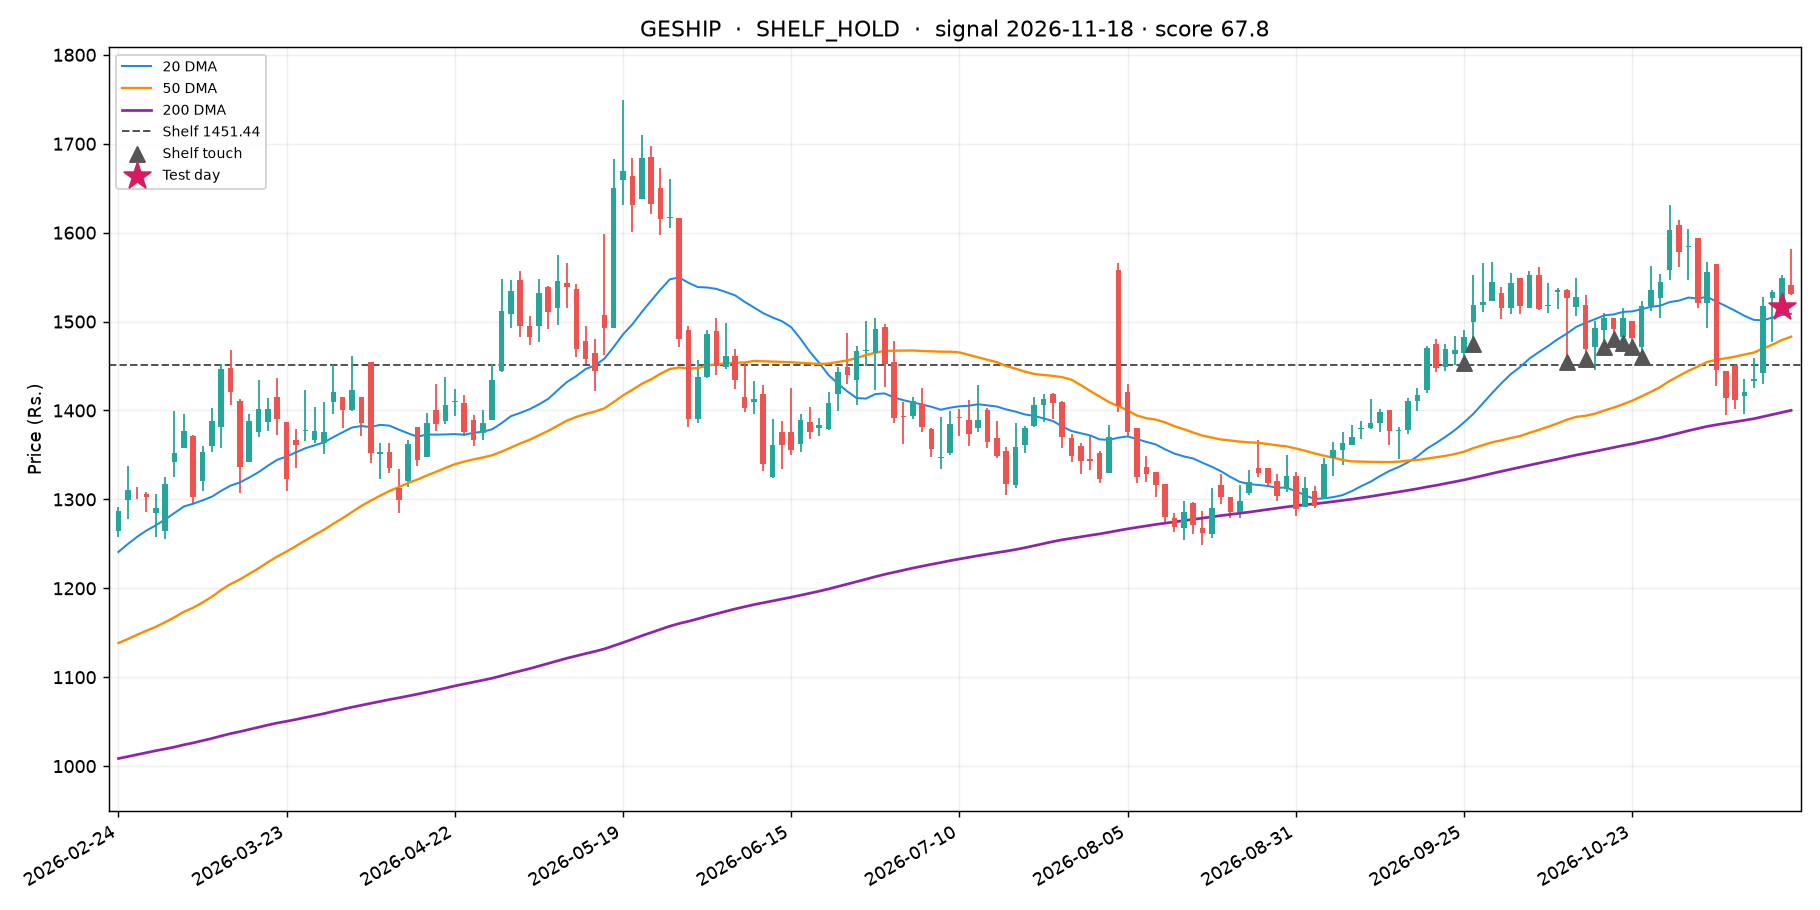 GESHIP · SHELF_HOLD · signal 2026-11-18 · score 67.8
20 DMA
50 DMA
200 DMA
Shelf 1451.44
Shelf touch
Test day
Price (Rs.)
1800
1700
1600
1500
1400
1300
1200
1100
1000
2026-02-24
2026-03-23
2026-04-22
2026-05-19
2026-06-15
2026-07-10
2026-08-05
2026-08-31
2026-09-25
2026-10-23